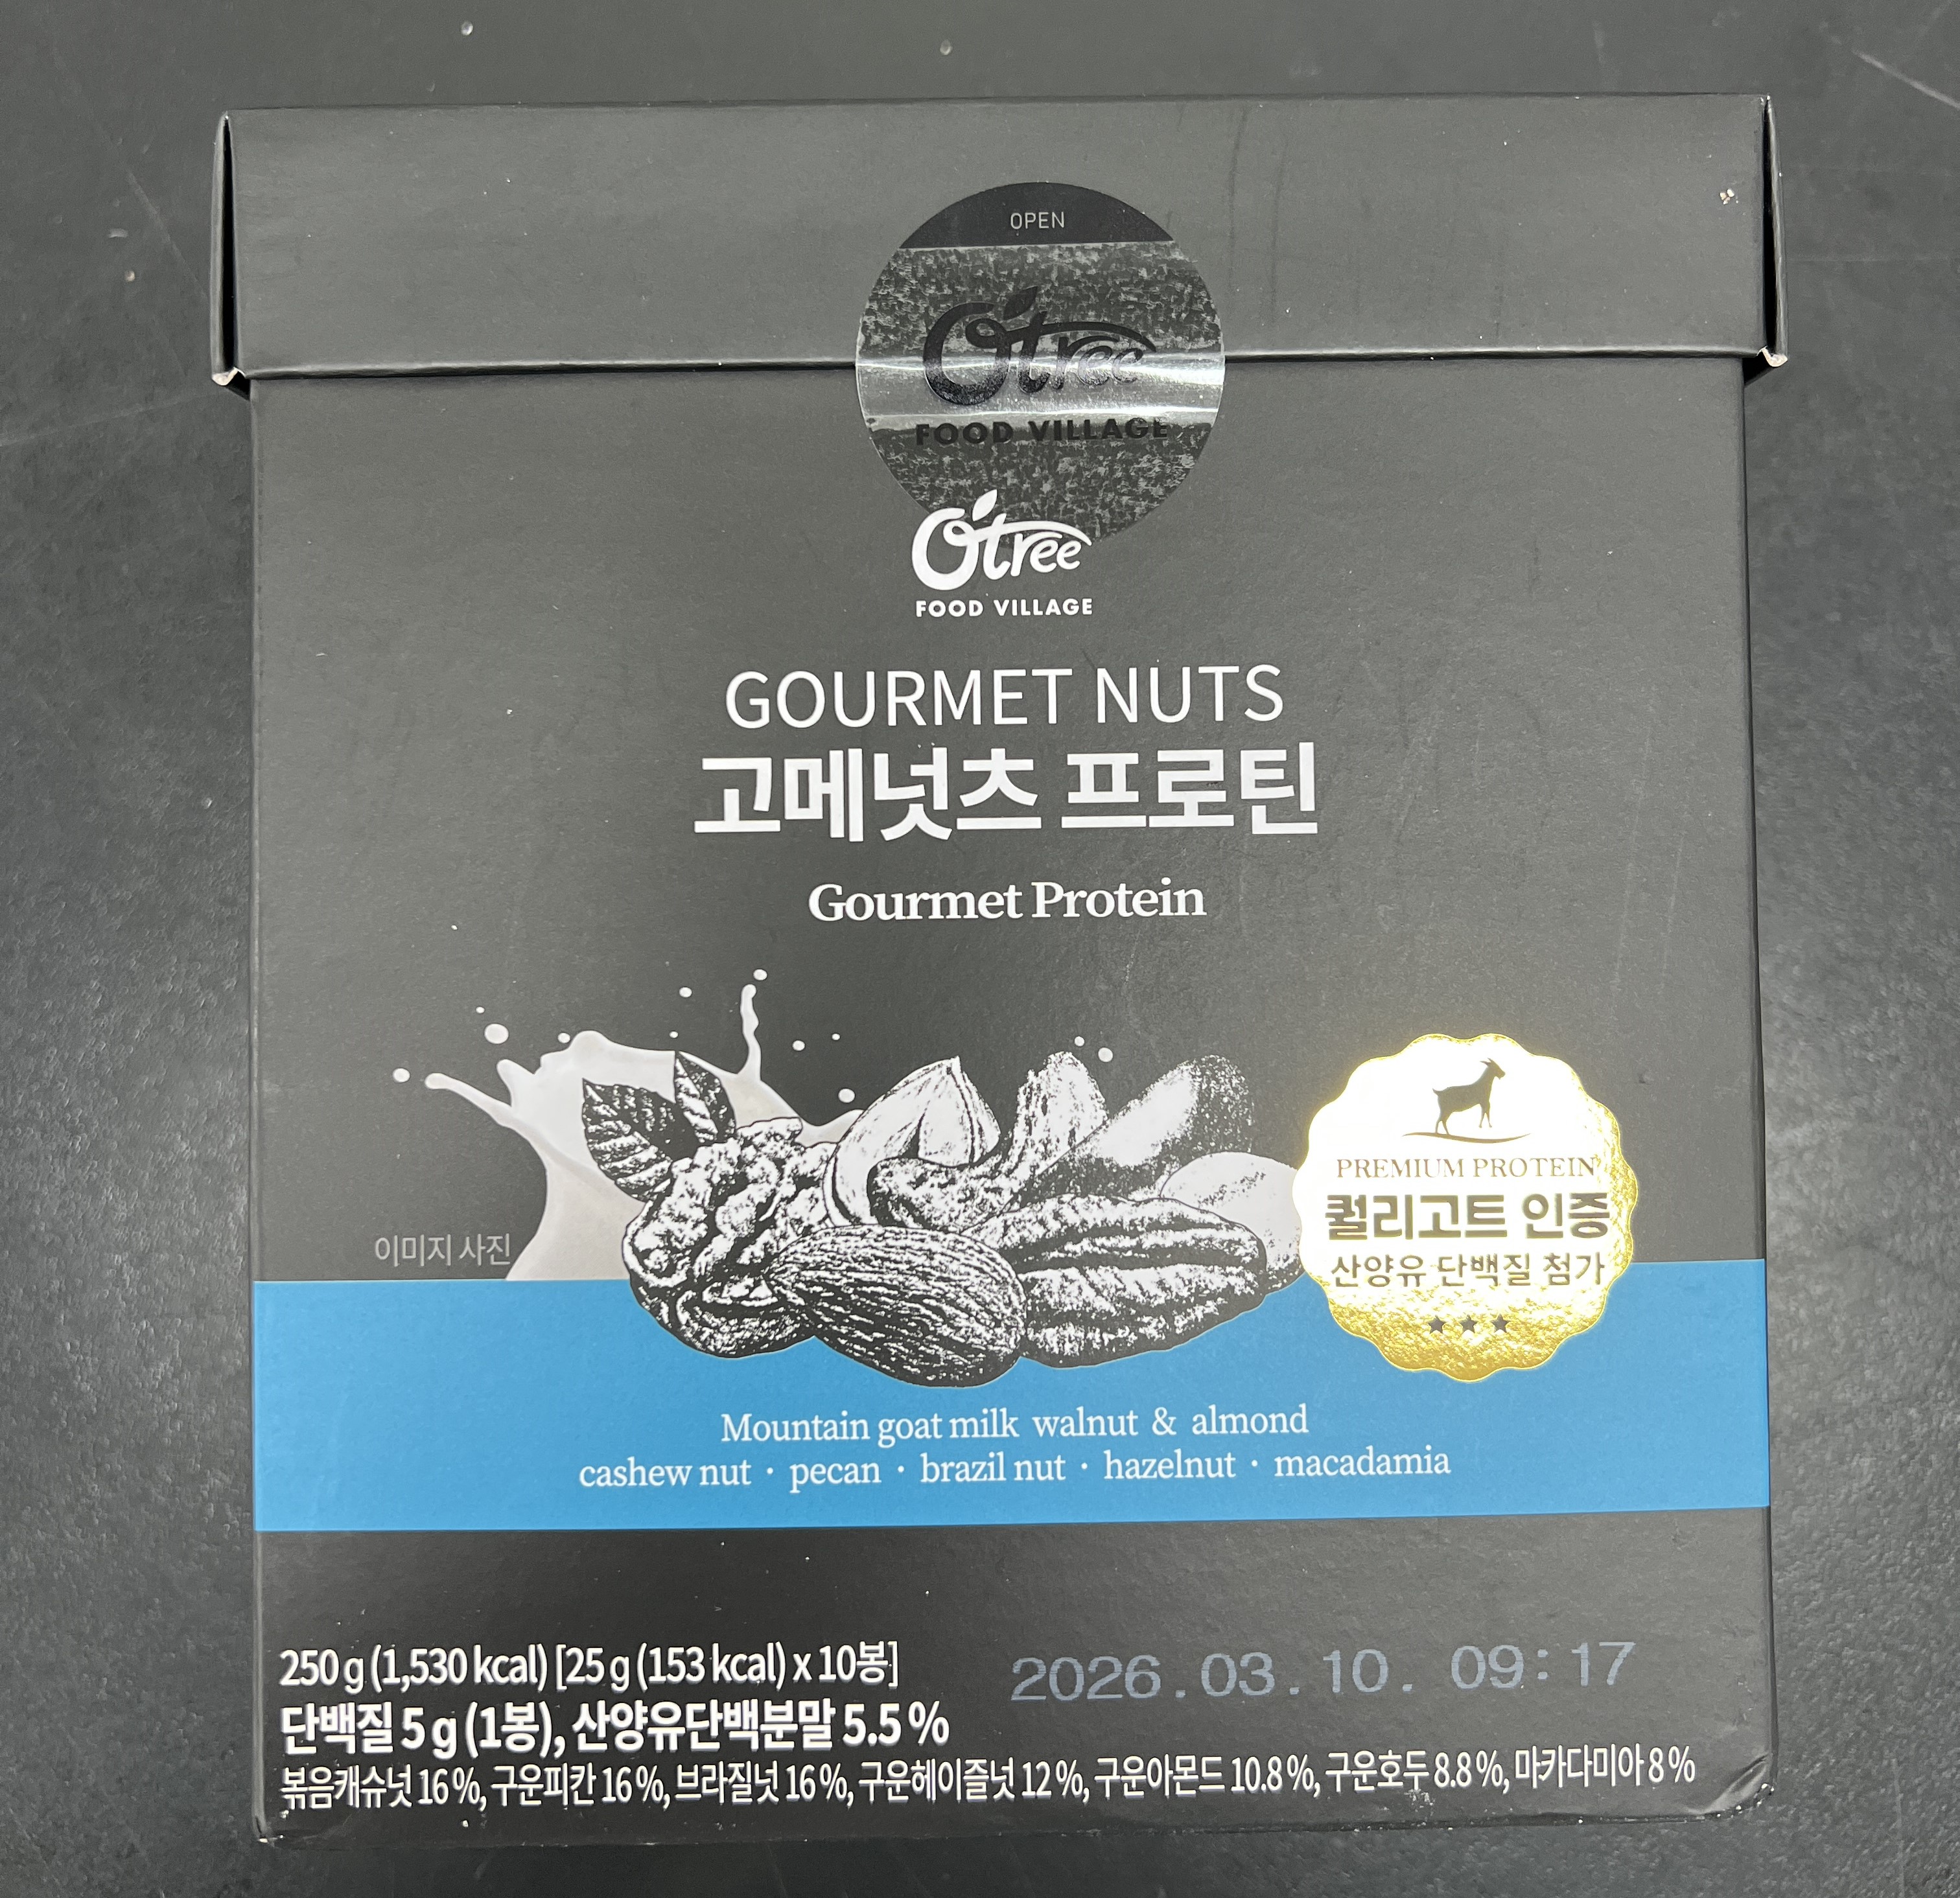 OPEN
O'tree
FOOD VILLAGE
O'tree
FOOD VILLAGE
GOURMET NUTS
고메넛츠 프로틴
Gourmet Protein
PREMIUM PROTEIN
퀄리고트 인증
산양유 단백질 첨가
이미지 사진
Mountain goat milk walnut & almond
cashew nut · pecan · brazil nut · hazelnut · macadamia
250 g (1,530 kcal) [25 g (153 kcal) x 10봉]
2026.03.10. 09:17
단백질 5 g (1봉), 산양유단백분말 5.5 %
볶음캐슈넛 16 %, 구운피칸 16 %, 브라질넛 16 %, 구운헤이즐넛 12 %, 구운아몬드 10.8 %, 구운호두 8.8 %, 마카다미아 8 %